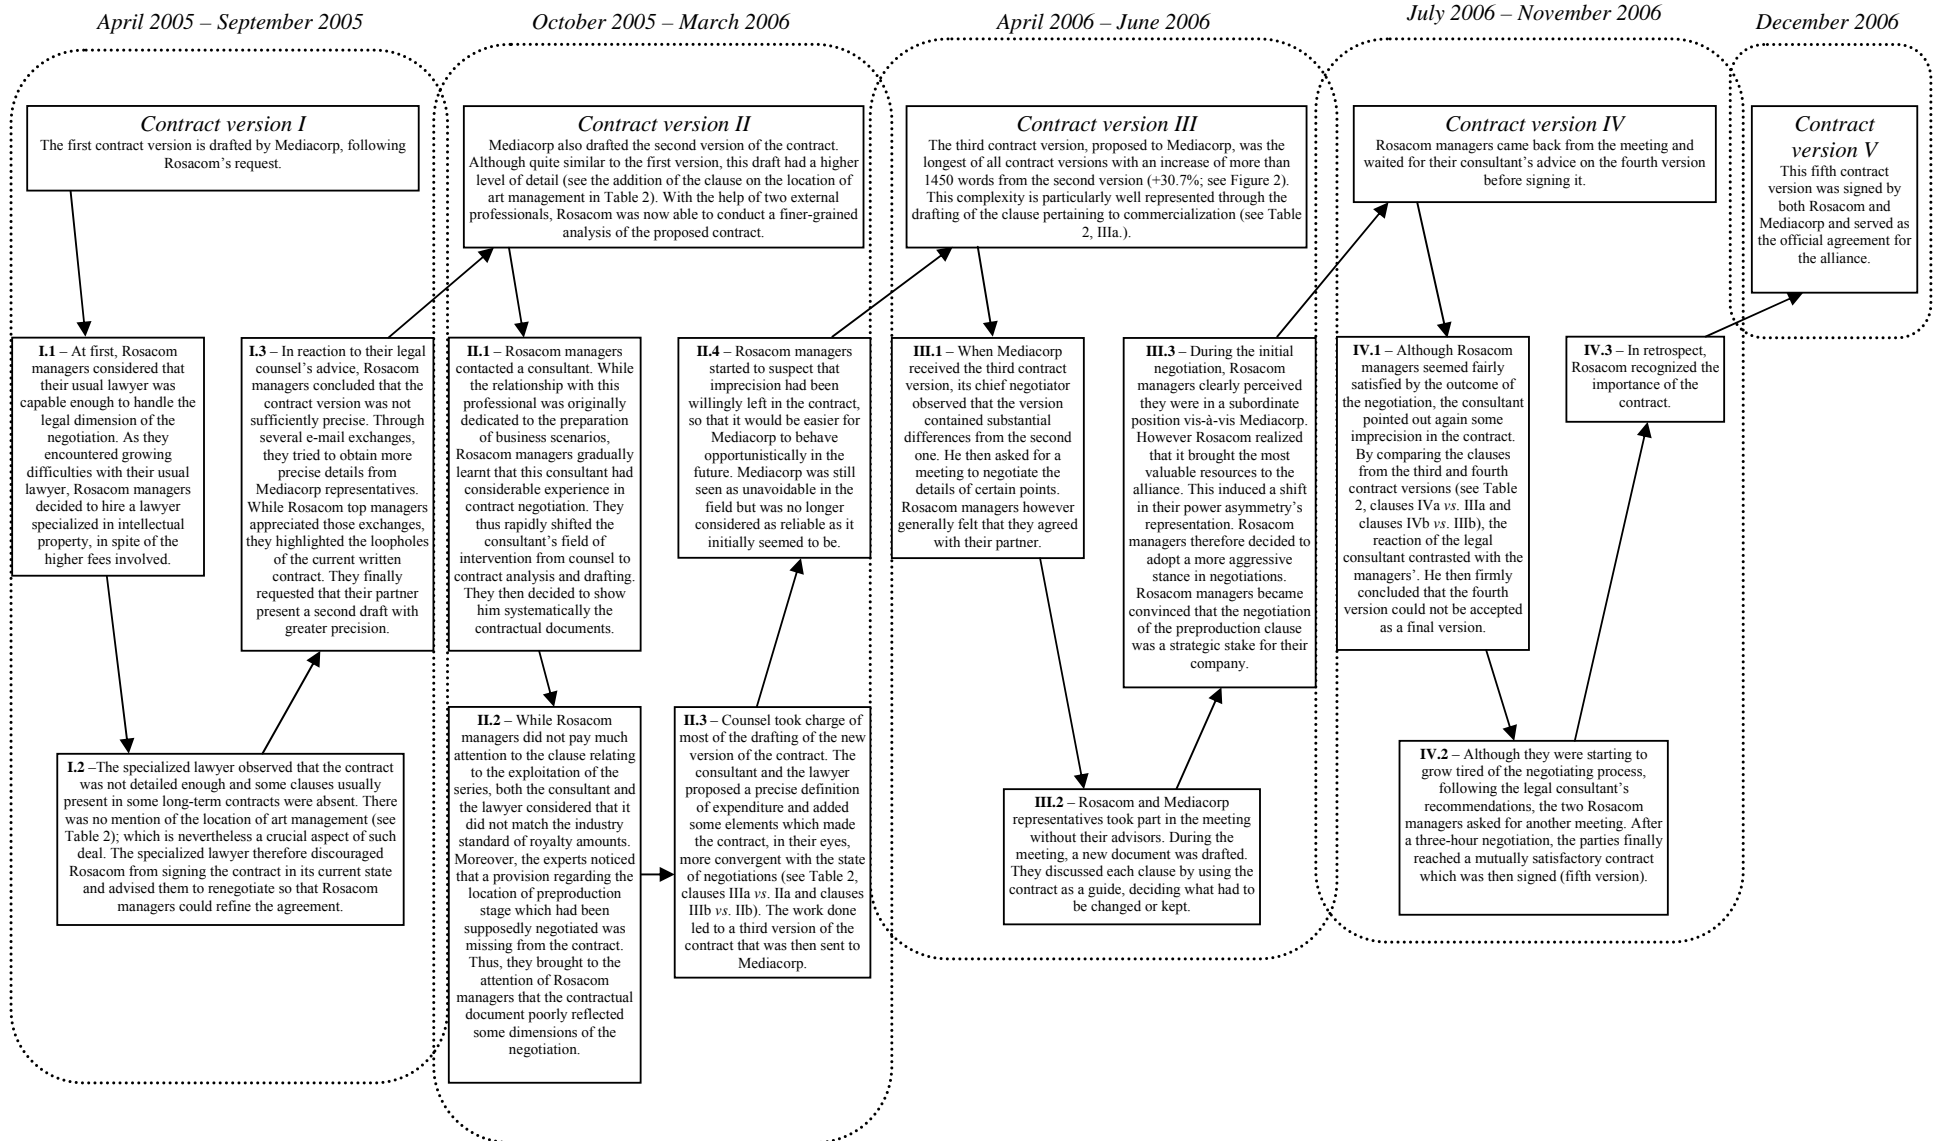 April 2005 – September 2005
October 2005 – March 2006
April 2006 – June 2006
July 2006 – November 2006
December 2006
Contract version I
The first contract version is drafted by Mediacorp, following
Rosacom's request.
I.1 – At first, Rosacom
managers considered that
their usual lawyer was
capable enough to handle the
legal dimension of the
negotiation. As they
encountered growing
difficulties with their usual
lawyer, Rosacom managers
decided to hire a lawyer
specialized in intellectual
property, in spite of the
higher fees involved.
I.2 –The specialized lawyer observed that the contract
was not detailed enough and some clauses usually
present in some long-term contracts were absent. There
was no mention of the location of art management (see
Table 2); which is nevertheless a crucial aspect of such
deal. The specialized lawyer therefore discouraged
Rosacom from signing the contract in its current state
and advised them to renegotiate so that Rosacom
managers could refine the agreement.
I.3 – In reaction to their legal
counsel's advice, Rosacom
managers concluded that the
contract version was not
sufficiently precise. Through
several e-mail exchanges,
they tried to obtain more
precise details from
Mediacorp representatives.
While Rosacom top managers
appreciated those exchanges,
they highlighted the loopholes
of the current written
contract. They finally
requested that their partner
present a second draft with
greater precision.
Contract version II
Mediacorp also drafted the second version of the contract.
Although quite similar to the first version, this draft had a higher
level of detail (see the addition of the clause on the location of
art management in Table 2). With the help of two external
professionals, Rosacom was now able to conduct a finer-grained
analysis of the proposed contract.
II.1 – Rosacom managers
contacted a consultant. While
the relationship with this
professional was originally
dedicated to the preparation
of business scenarios,
Rosacom managers gradually
learnt that this consultant had
considerable experience in
contract negotiation. They
thus rapidly shifted the
consultant's field of
intervention from counsel to
contract analysis and drafting.
They then decided to show
him systematically the
contractual documents.
II.2 – While Rosacom
managers did not pay much
attention to the clause relating
to the exploitation of the
series, both the consultant and
the lawyer considered that it
did not match the industry
standard of royalty amounts.
Moreover, the experts noticed
that a provision regarding the
location of preproduction
stage which had been
supposedly negotiated was
missing from the contract.
Thus, they brought to the
attention of Rosacom
managers that the contractual
document poorly reflected
some dimensions of the
negotiation.
II.3 – Counsel took charge of
most of the drafting of the new
version of the contract. The
consultant and the lawyer
proposed a precise definition
of expenditure and added
some elements which made
the contract, in their eyes,
more convergent with the state
of negotiations (see Table 2,
clauses IIIa vs. IIa and clauses
IIIb vs. IIb). The work done
led to a third version of the
contract that was then sent to
Mediacorp.
II.4 – Rosacom managers
started to suspect that
imprecision had been
willingly left in the contract,
so that it would be easier for
Mediacorp to behave
opportunistically in the
future. Mediacorp was still
seen as unavoidable in the
field but was no longer
considered as reliable as it
initially seemed to be.
Contract version III
The third contract version, proposed to Mediacorp, was the
longest of all contract versions with an increase of more than
1450 words from the second version (+30.7%; see Figure 2).
This complexity is particularly well represented through the
drafting of the clause pertaining to commercialization (see Table
2, IIIa.).
III.1 – When Mediacorp
received the third contract
version, its chief negotiator
observed that the version
contained substantial
differences from the second
one. He then asked for a
meeting to negotiate the
details of certain points.
Rosacom managers however
generally felt that they agreed
with their partner.
III.2 – Rosacom and Mediacorp
representatives took part in the meeting
without their advisors. During the
meeting, a new document was drafted.
They discussed each clause by using the
contract as a guide, deciding what had to
be changed or kept.
III.3 – During the initial
negotiation, Rosacom
managers clearly perceived
they were in a subordinate
position vis-à-vis Mediacorp.
However Rosacom realized
that it brought the most
valuable resources to the
alliance. This induced a shift
in their power asymmetry's
representation. Rosacom
managers therefore decided to
adopt a more aggressive
stance in negotiations.
Rosacom managers became
convinced that the negotiation
of the preproduction clause
was a strategic stake for their
company.
Contract version IV
Rosacom managers came back from the meeting and
waited for their consultant's advice on the fourth version
before signing it.
IV.1 – Although Rosacom
managers seemed fairly
satisfied by the outcome of
the negotiation, the consultant
pointed out again some
imprecision in the contract.
By comparing the clauses
from the third and fourth
contract versions (see Table
2, clauses IVa vs. IIIa and
clauses IVb vs. IIIb), the
reaction of the legal
consultant contrasted with the
managers'. He then firmly
concluded that the fourth
version could not be accepted
as a final version.
IV.2 – Although they were starting to
grow tired of the negotiating process,
following the legal consultant's
recommendations, the two Rosacom
managers asked for another meeting. After
a three-hour negotiation, the parties finally
reached a mutually satisfactory contract
which was then signed (fifth version).
IV.3 – In retrospect,
Rosacom recognized the
importance of the
contract.
Contract
version V
This fifth contract
version was signed by
both Rosacom and
Mediacorp and served as
the official agreement for
the alliance.